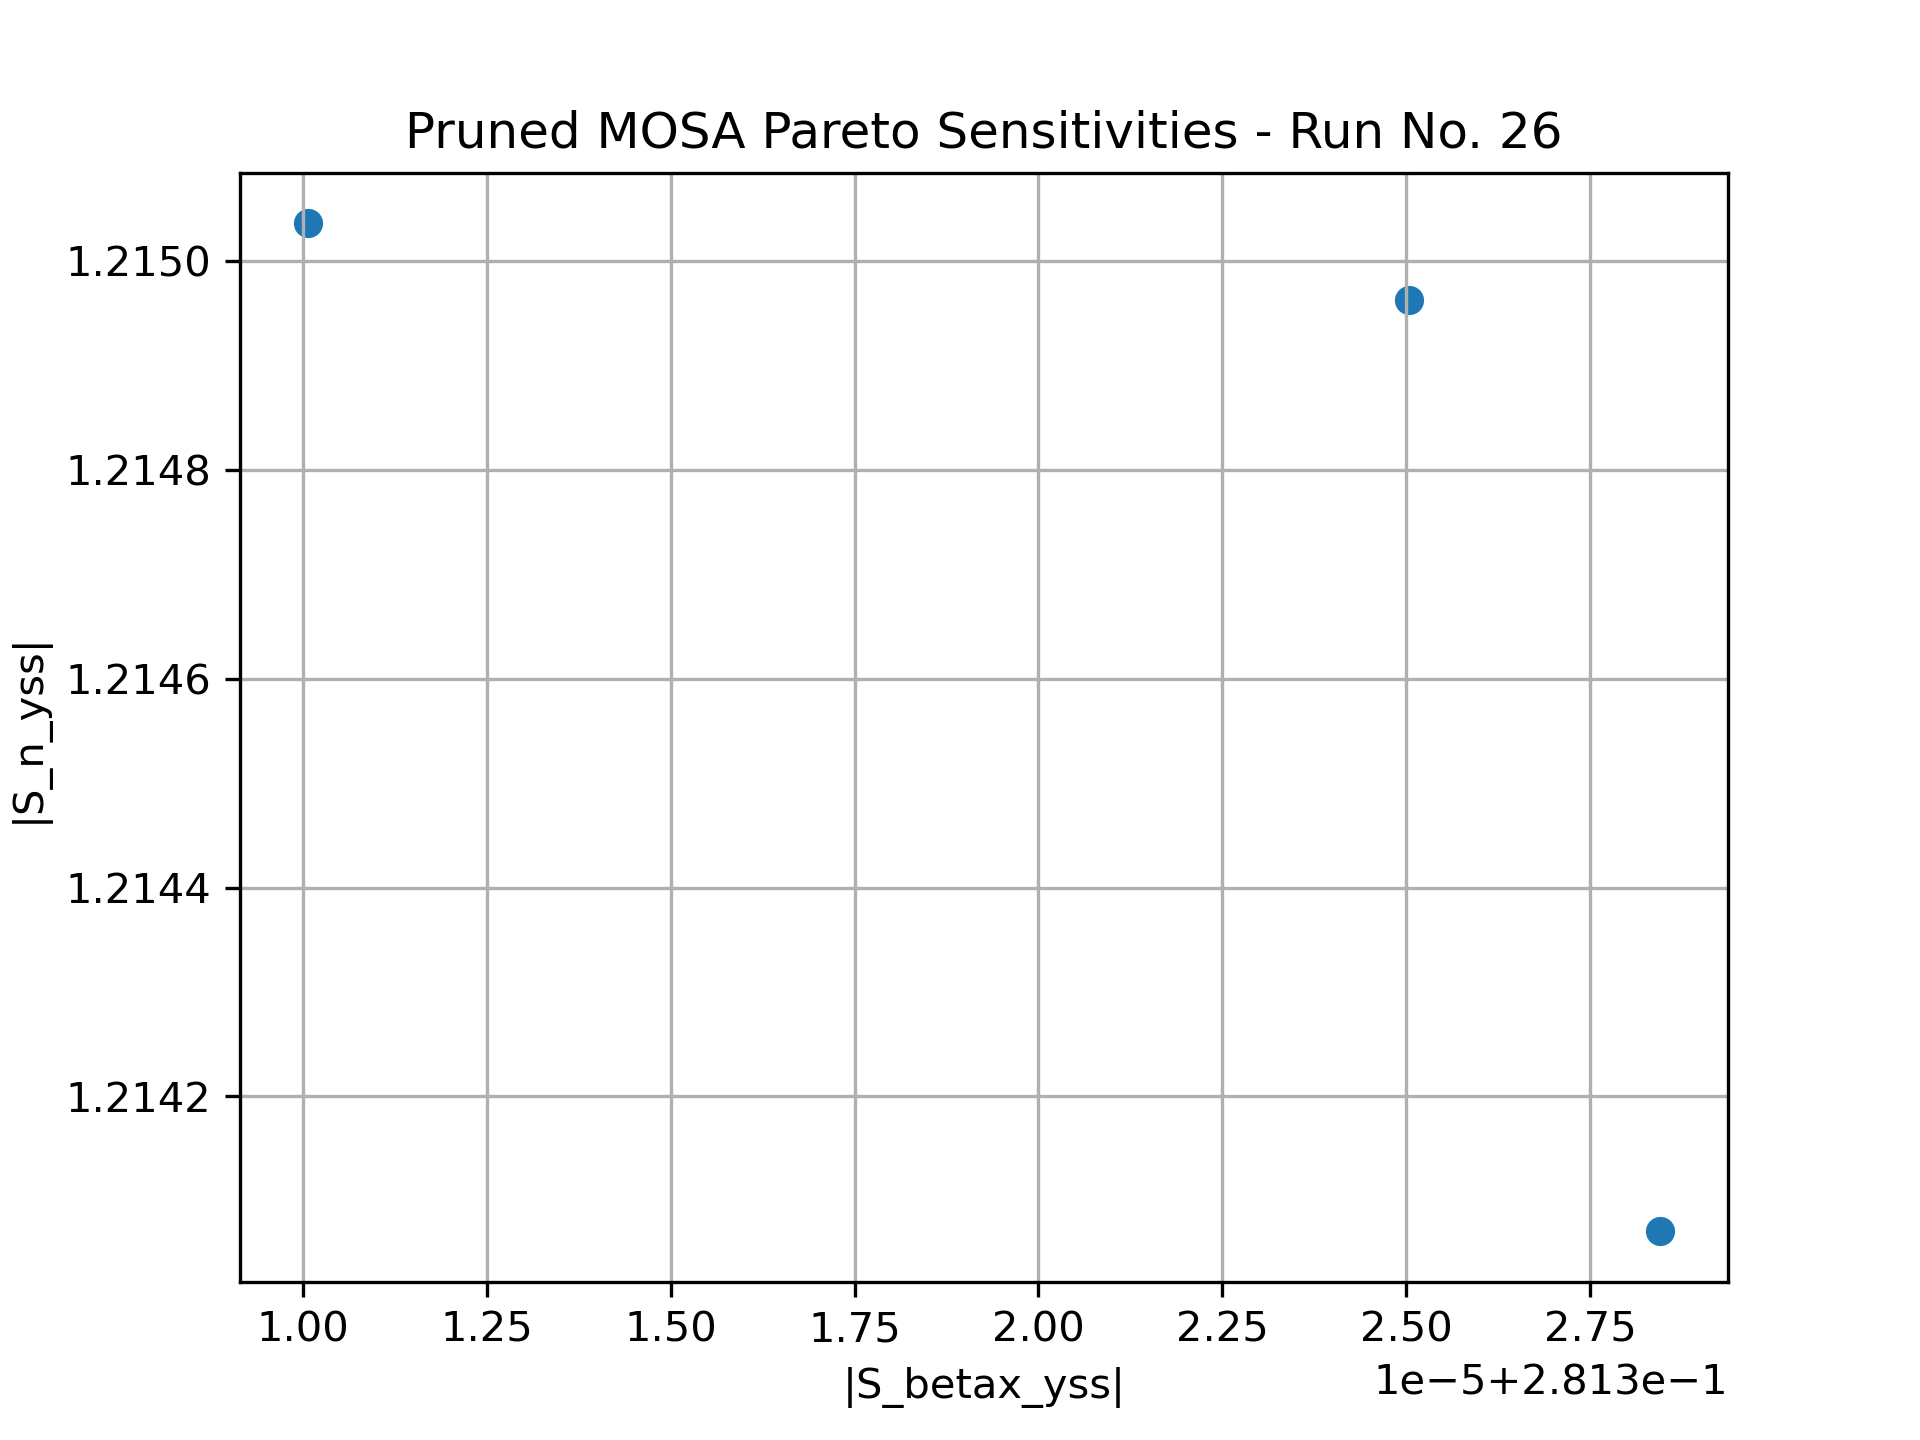 Pruned MOSA Pareto Sensitivities - Run No. 26
|S_n_yss|
1.2150
1.2148
1.2146
1.2144
1.2142
1.00 1.25 1.50 1.75 2.00 2.25 2.50 2.75
|S_betax_yss|
1e−5+2.813e−1